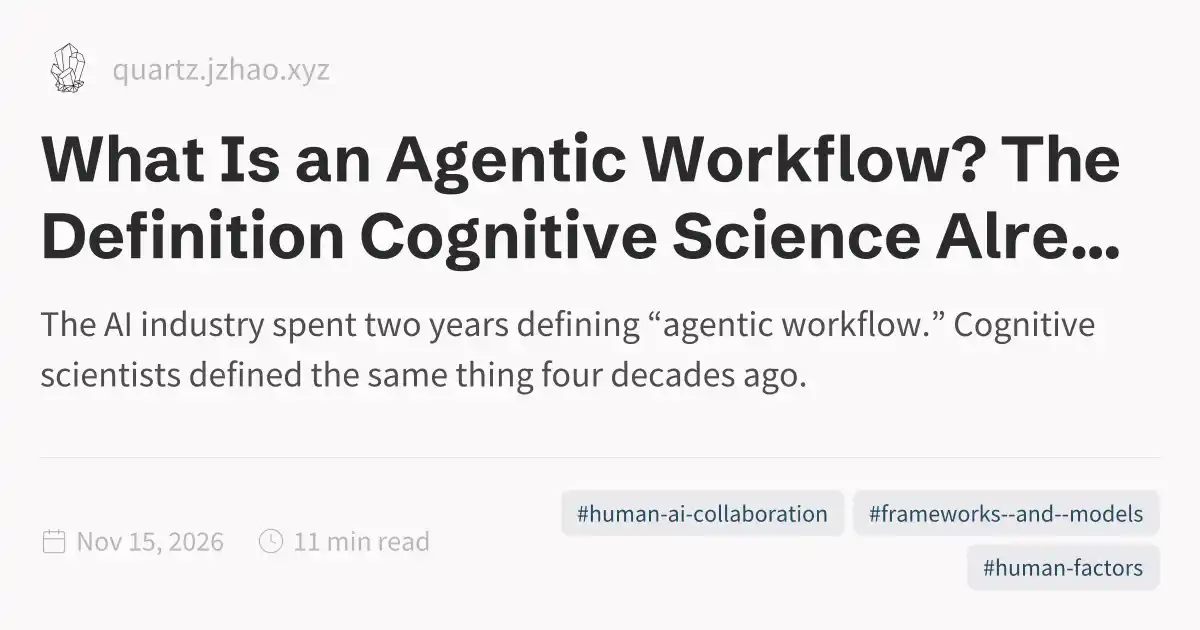 quartz.jzhao.xyz
What Is an Agentic Workflow? The
Definition Cognitive Science Alre...
The AI industry spent two years defining “agentic workflow.” Cognitive
scientists defined the same thing four decades ago.
Nov 15, 2026 11 min read
#human-ai-collaboration #frameworks--and--models
#human-factors